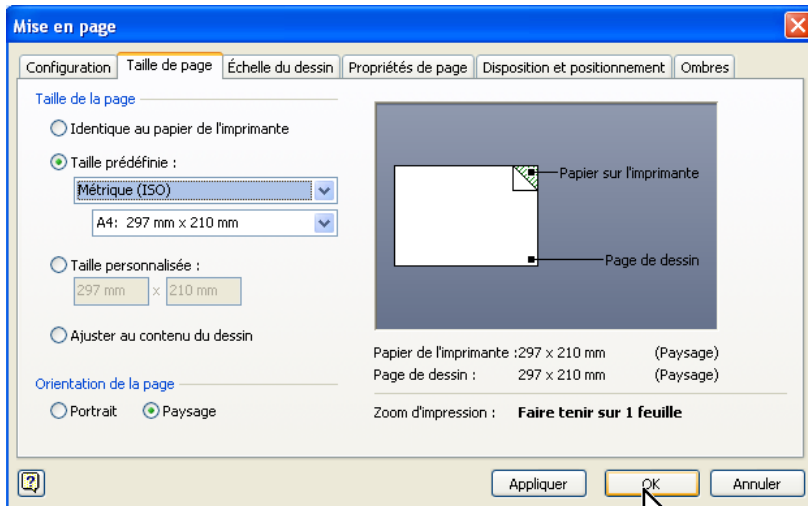 Mise en page
Configuration Taille de page Échelle du dessin Propriétés de page Disposition et positionnement Ombres
Taille de la page
Identique au papier de l'imprimante
Taille prédéfinie :
Métrique (ISO)
A4: 297 mm x 210 mm
Taille personnalisée :
297 mm x 210 mm
Ajuster au contenu du dessin
Orientation de la page
Portrait Paysage
Papier sur l'imprimante
Page de dessin
Papier de l'imprimante :297 x 210 mm (Paysage)
Page de dessin : 297 x 210 mm (Paysage)
Zoom d'impression : Faire tenir sur 1 feuille
? Appliquer OK Annuler